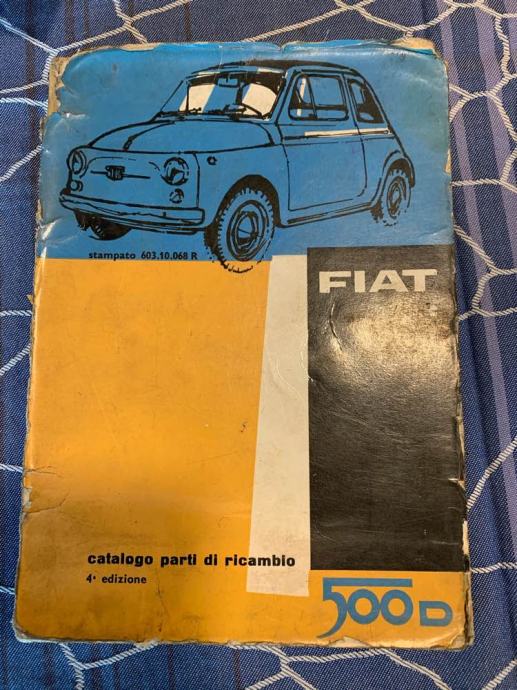 stampato 603.10.068 R
FIAT
catalogo parti di ricambio
4ª edizione
500 D